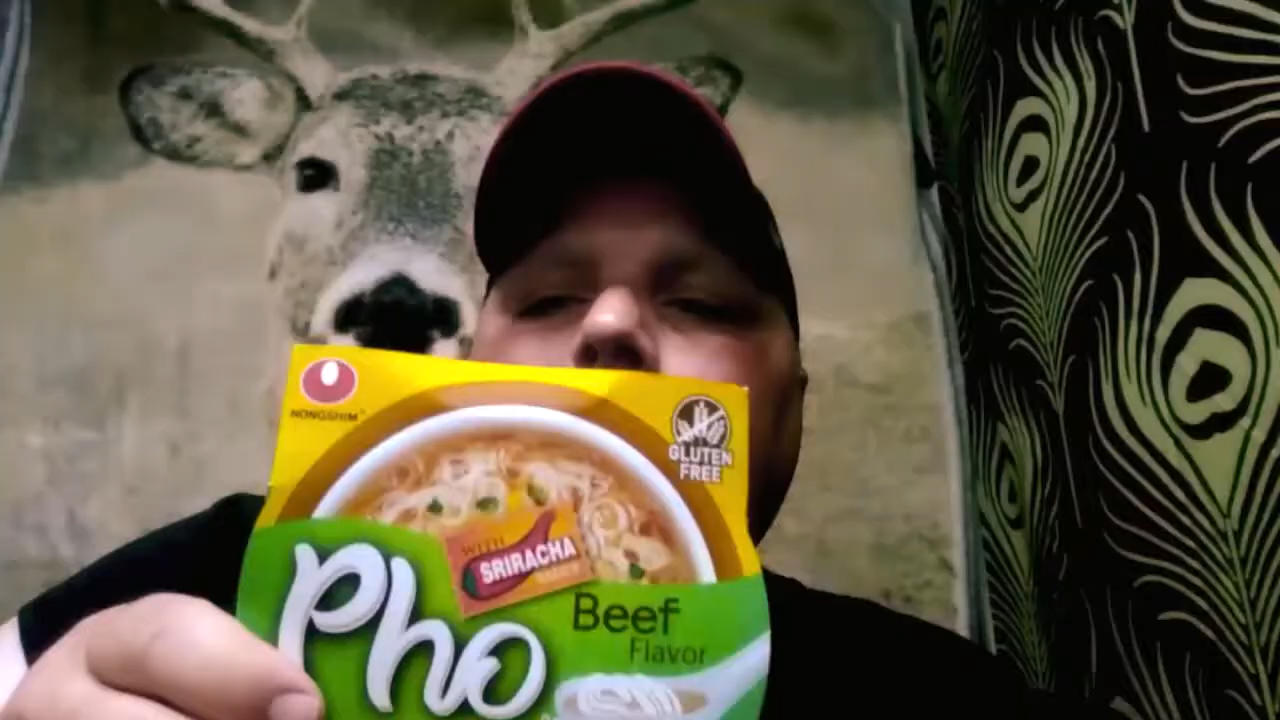 NONGSHIM
GLUTEN
FREE
WITH
SRIRACHA
Pho
Beef
Flavor